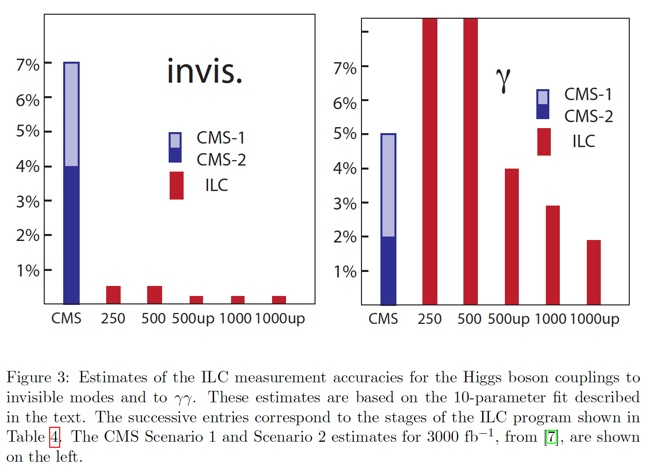 7%
6%
5%
4%
3%
2%
1%
invis.
CMS-1
CMS-2
ILC
CMS 250 500 500up 1000 1000up
7%
6%
5%
4%
3%
2%
1%
γ
CMS-1
CMS-2
ILC
CMS 250 500 500up 1000 1000up
Figure 3: Estimates of the ILC measurement accuracies for the Higgs boson couplings to
invisible modes and to γγ. These estimates are based on the 10-parameter fit described
in the text. The successive entries correspond to the stages of the ILC program shown in
Table 4. The CMS Scenario 1 and Scenario 2 estimates for 3000 fb⁻¹, from [7], are shown
on the left.